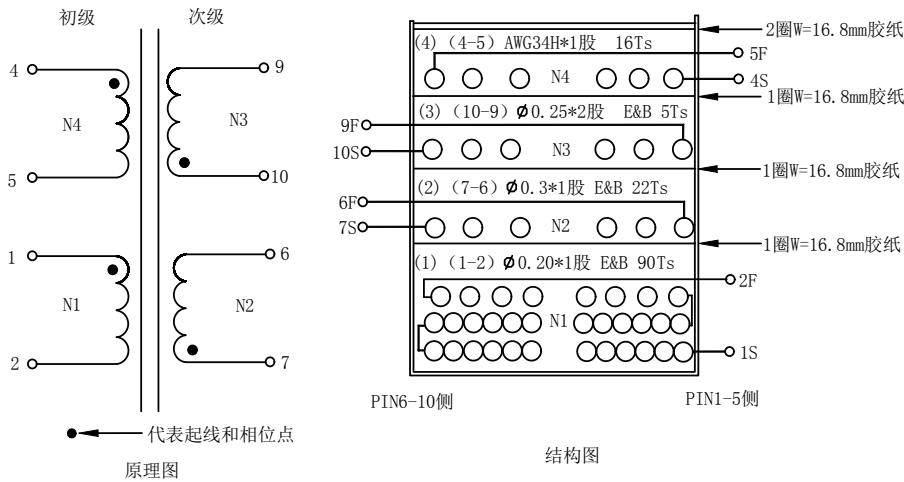 初级 次级
4
9
N4
N3
5
10
1
6
N1
N2
2
7
代表起线和相位点
原理图
2圈W=16.8mm胶纸
(4) (4-5) AWG34H*1股 16Ts
5F
N4
4S
1圈W=16.8mm胶纸
(3) (10-9) φ0.25*2股 E&B 5Ts
9F
10S
N3
1圈W=16.8mm胶纸
(2) (7-6) φ0.3*1股 E&B 22Ts
6F
7S
N2
1圈W=16.8mm胶纸
(1) (1-2) φ0.20*1股 E&B 90Ts
2F
N1
1S
PIN6-10侧
PIN1-5侧
结构图